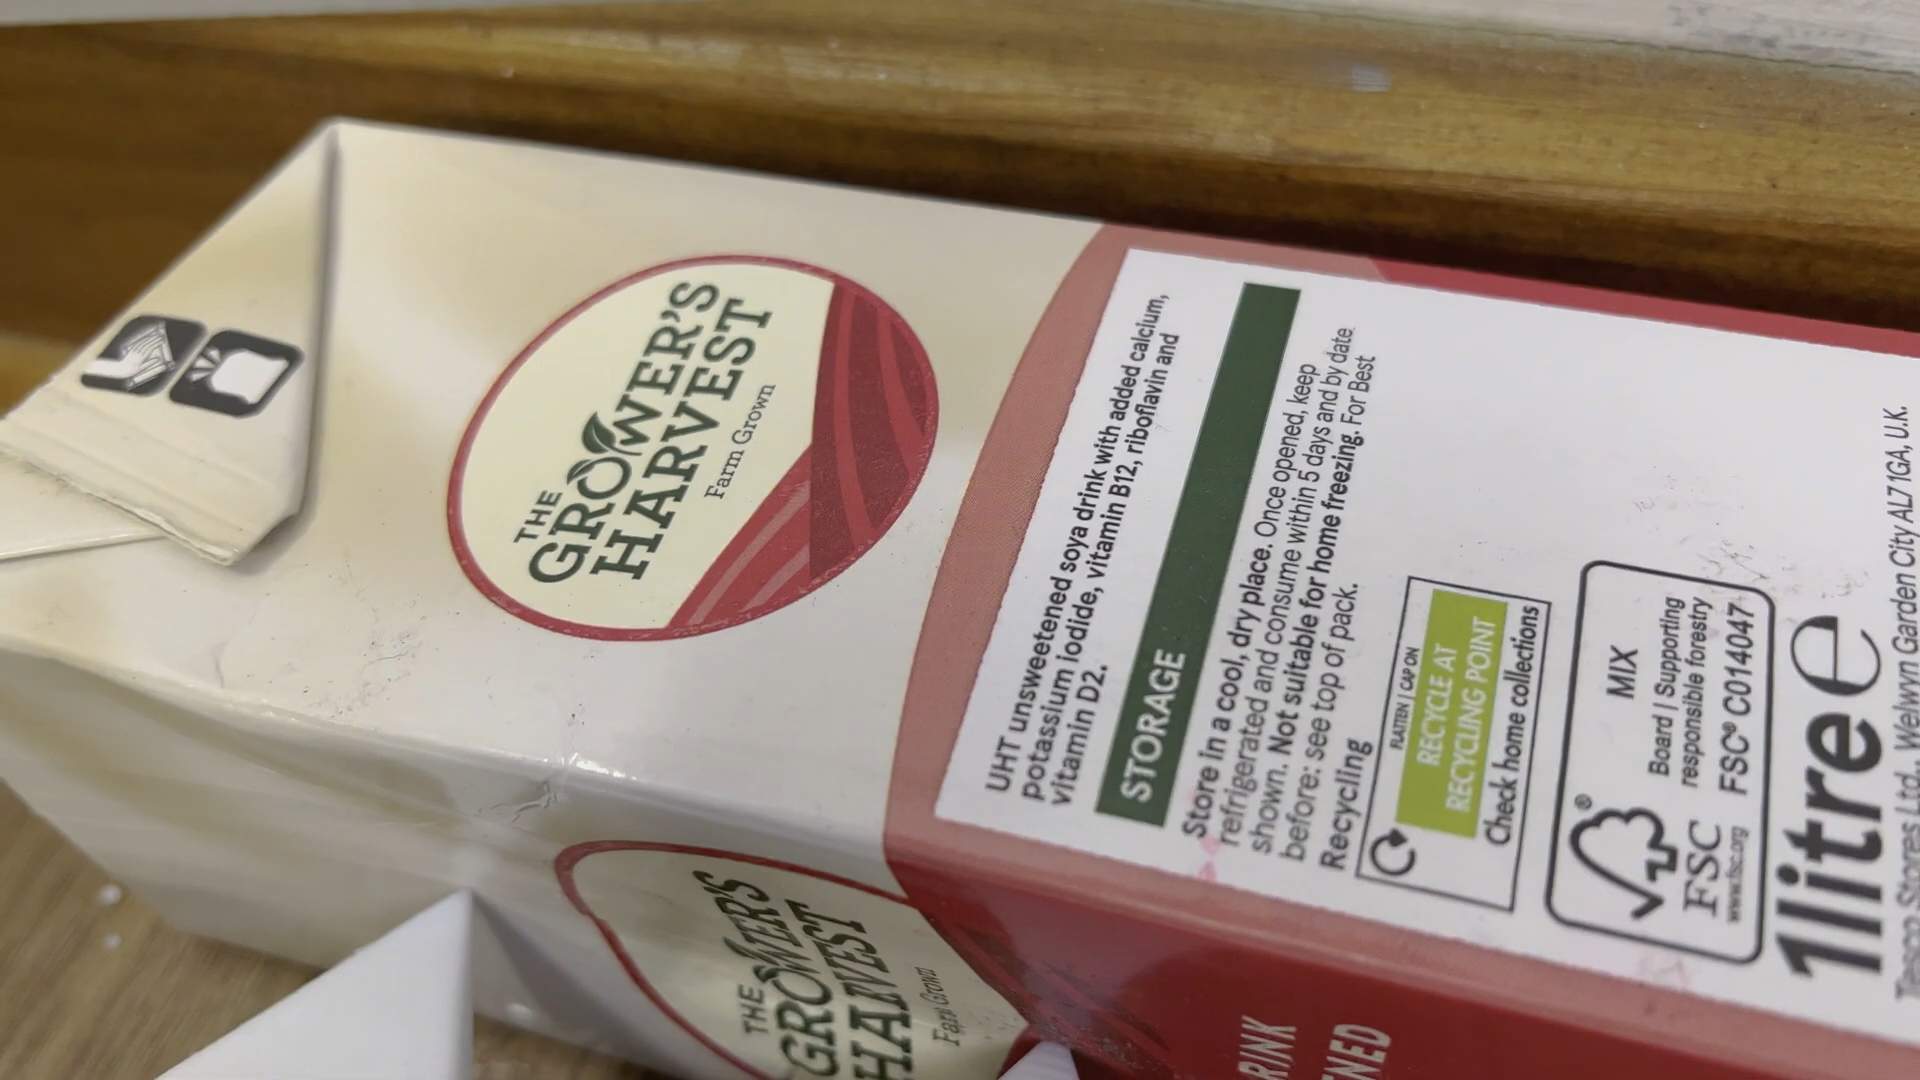 THE
GROWER'S
HARVEST
Farm Grown
UHT unsweetened soya drink with added calcium,
potassium iodide, vitamin B12, riboflavin and
vitamin D2.
STORAGE
Store in a cool, dry place. Once opened, keep
refrigerated and consume within 5 days and by date
shown. Not suitable for home freezing. For Best
before: see top of pack.
Recycling
FLATTEN | CAP ON
RECYCLE AT
RECYCLING POINT
Check home collections
MIX
Board | Supporting
responsible forestry
FSC® C014047
®
FSC
www.fsc.org
1litre e
Tesco Stores Ltd., Welwyn Garden City AL7 1GA, U.K.
THE
GROWER'S
HARVEST
Farm Grown
RINK
NED